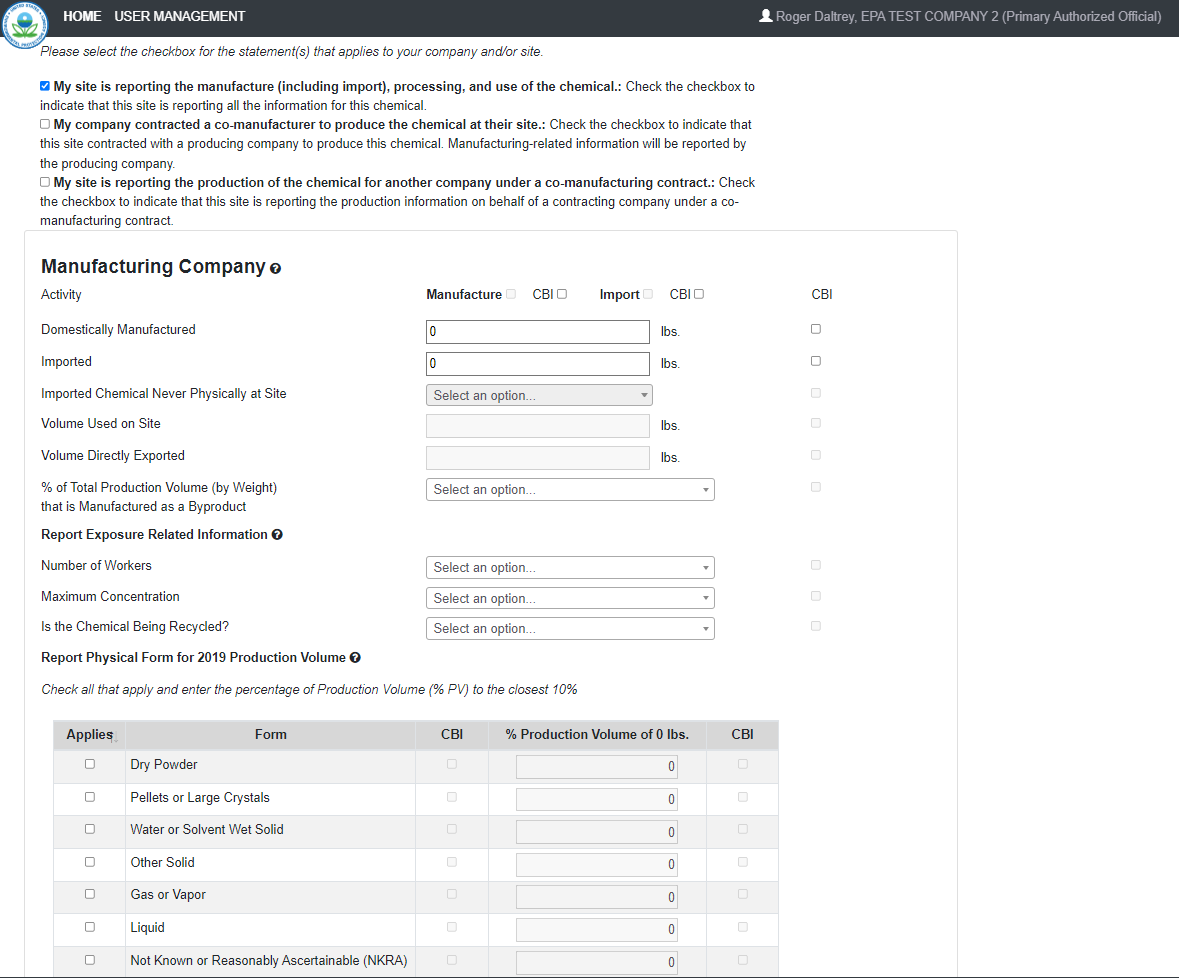 HOME USER MANAGEMENT
Roger Daltrey, EPA TEST COMPANY 2 (Primary Authorized Official)
Please select the checkbox for the statement(s) that applies to your company and/or site.
My site is reporting the manufacture (including import), processing, and use of the chemical.: Check the checkbox to
indicate that this site is reporting all the information for this chemical.
My company contracted a co-manufacturer to produce the chemical at their site.: Check the checkbox to indicate that
this site contracted with a producing company to produce this chemical. Manufacturing-related information will be reported by
the producing company.
My site is reporting the production of the chemical for another company under a co-manufacturing contract.: Check
the checkbox to indicate that this site is reporting the production information on behalf of a contracting company under a co-
manufacturing contract.
Manufacturing Company ?
Activity Manufacture CBI Import CBI CBI
Domestically Manufactured 0 lbs.
Imported 0 lbs.
Imported Chemical Never Physically at Site Select an option...
Volume Used on Site lbs.
Volume Directly Exported lbs.
% of Total Production Volume (by Weight) Select an option...
that is Manufactured as a Byproduct
Report Exposure Related Information ?
Number of Workers Select an option...
Maximum Concentration Select an option...
Is the Chemical Being Recycled? Select an option...
Report Physical Form for 2019 Production Volume ?
Check all that apply and enter the percentage of Production Volume (% PV) to the closest 10%
Applies Form CBI % Production Volume of 0 lbs. CBI
Dry Powder 0
Pellets or Large Crystals 0
Water or Solvent Wet Solid 0
Other Solid 0
Gas or Vapor 0
Liquid 0
Not Known or Reasonably Ascertainable (NKRA) 0